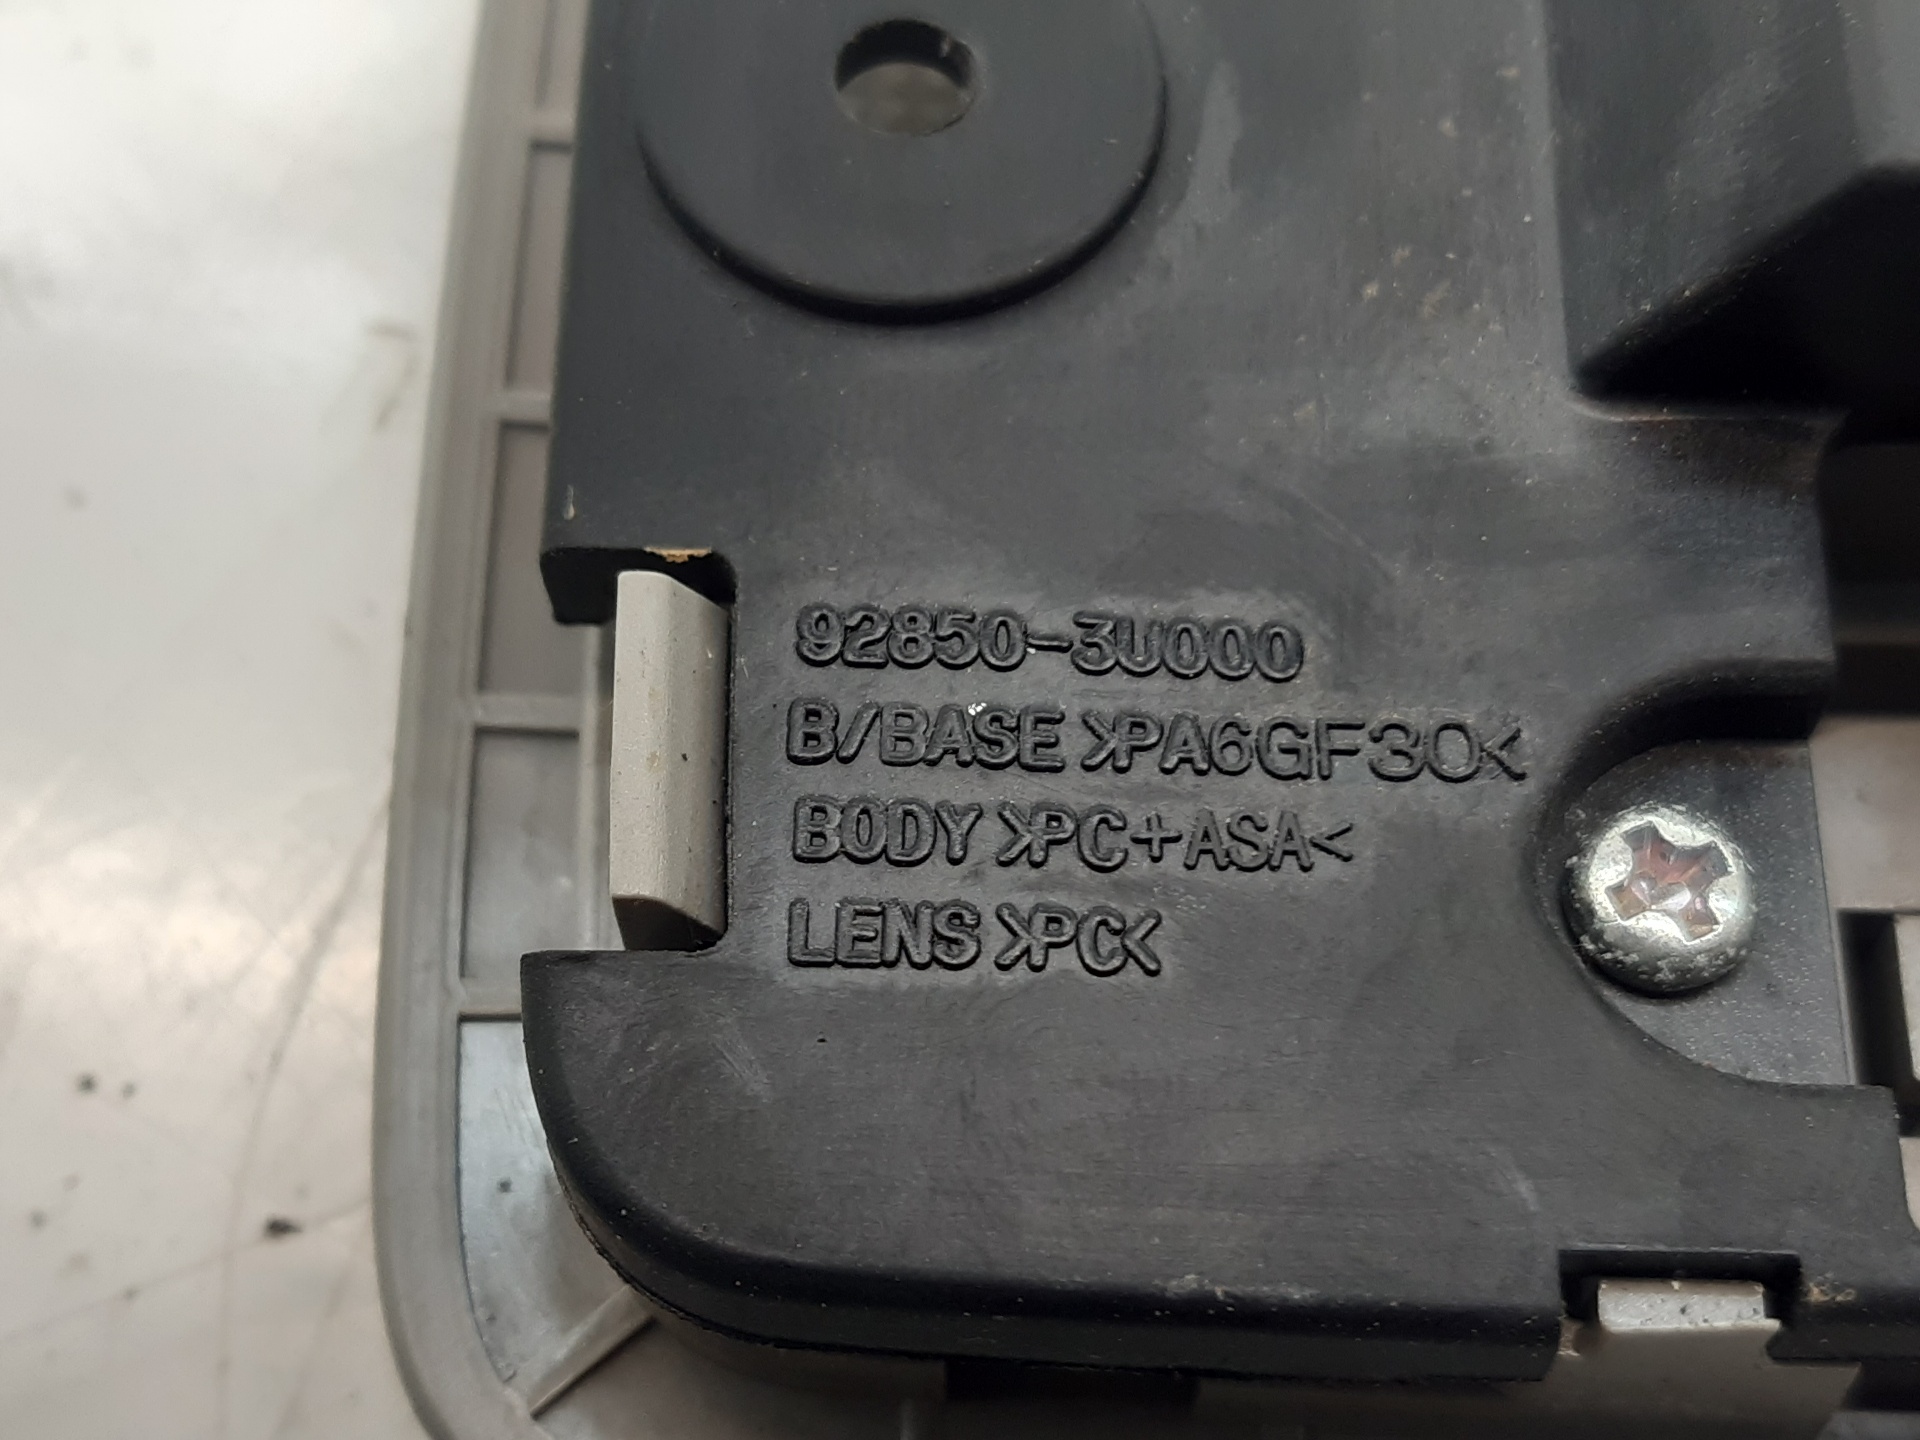 92850-3U000
B/BASE >PA6GF30<
BODY >PC+ASA<
LENS >PC<